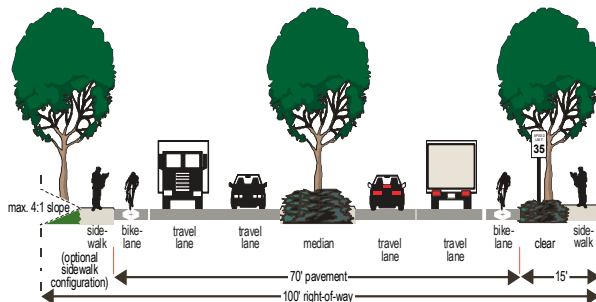 SPEED
LIMIT
35
max. 4:1 slope
side-
walk
(optional
sidewalk
configuration)
bike-
lane
travel
lane
travel
lane
median
travel
lane
travel
lane
bike-
lane
clear
side-
walk
70' pavement
15'
100' right-of-way